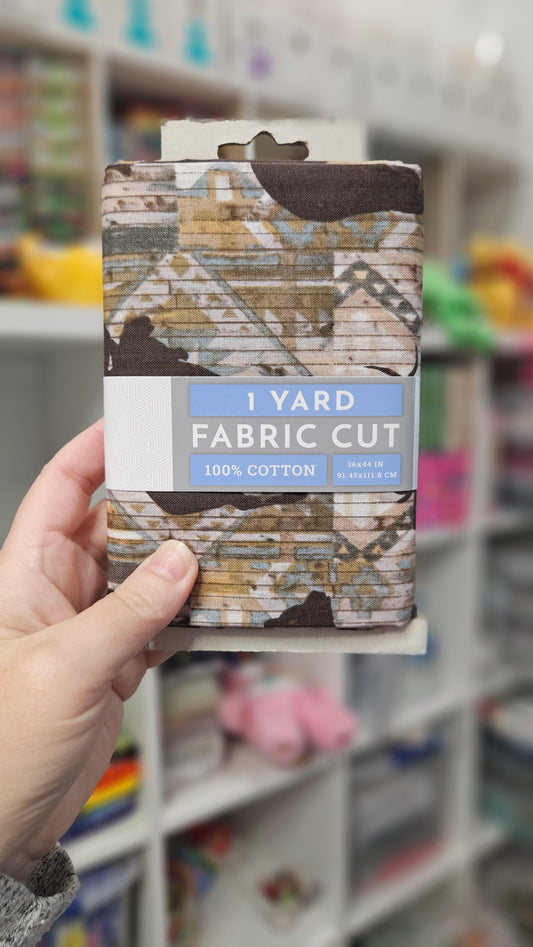 1 YARD
FABRIC CUT
100% COTTON
36x44 IN
91.45x111.8 CM